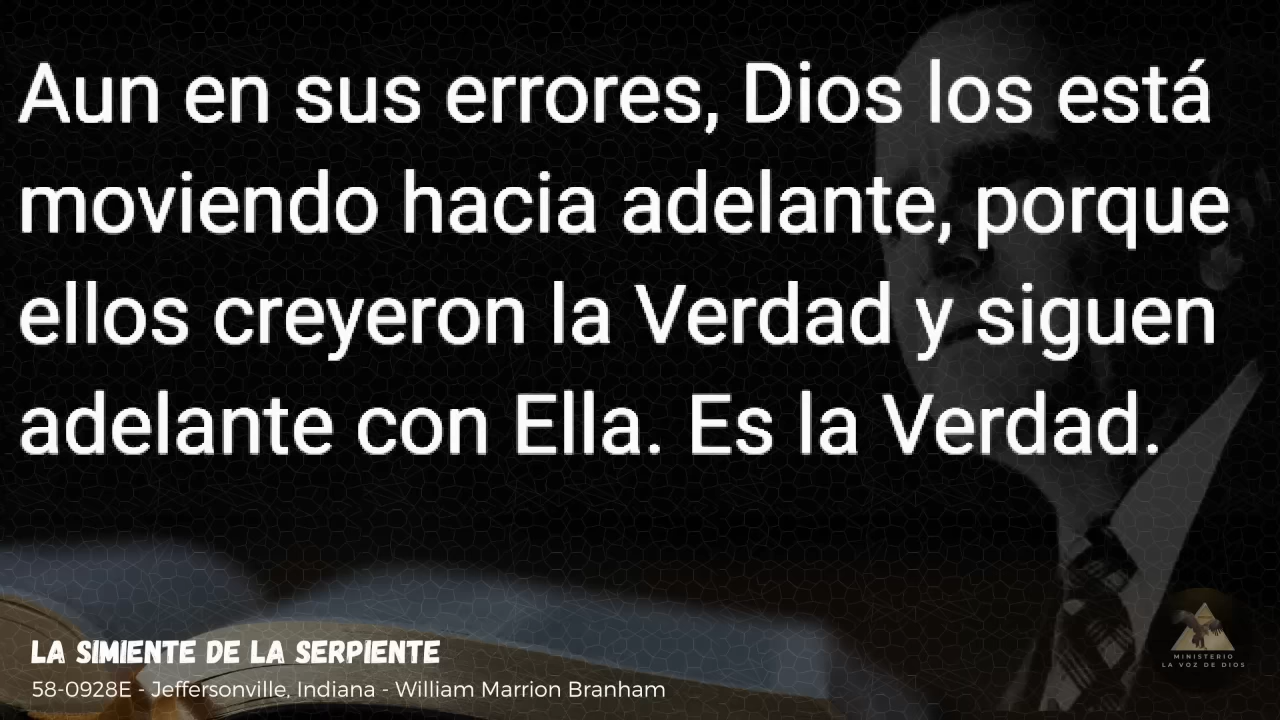 Aun en sus errores, Dios los está
moviendo hacia adelante, porque
ellos creyeron la Verdad y siguen
adelante con Ella. Es la Verdad.
LA SIMIENTE DE LA SERPIENTE
58-0928E - Jeffersonville, Indiana - William Marrion Branham
MINISTERIO
LA VOZ DE DIOS